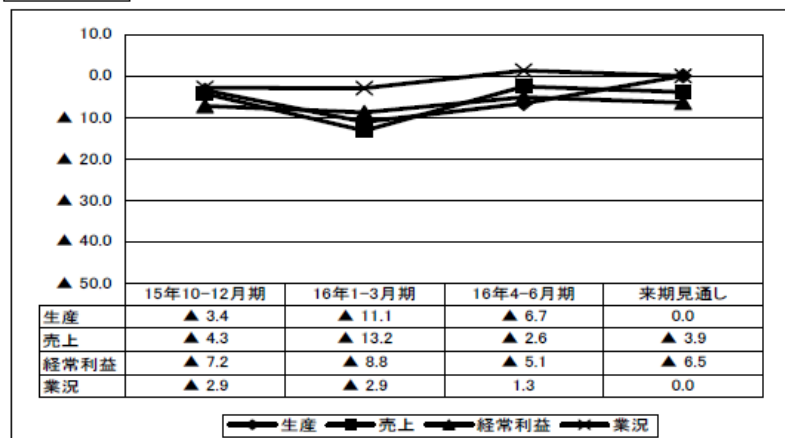 10.0
0.0
▲ 10.0
▲ 20.0
▲ 30.0
▲ 40.0
▲ 50.0
15年10-12月期 16年1-3月期 16年4-6月期 来期見通し
生産 ▲ 3.4 ▲ 11.1 ▲ 6.7 0.0
売上 ▲ 4.3 ▲ 13.2 ▲ 2.6 ▲ 3.9
経常利益 ▲ 7.2 ▲ 8.8 ▲ 5.1 ▲ 6.5
業況 ▲ 2.9 ▲ 2.9 1.3 0.0
生産 売上 経常利益 業況